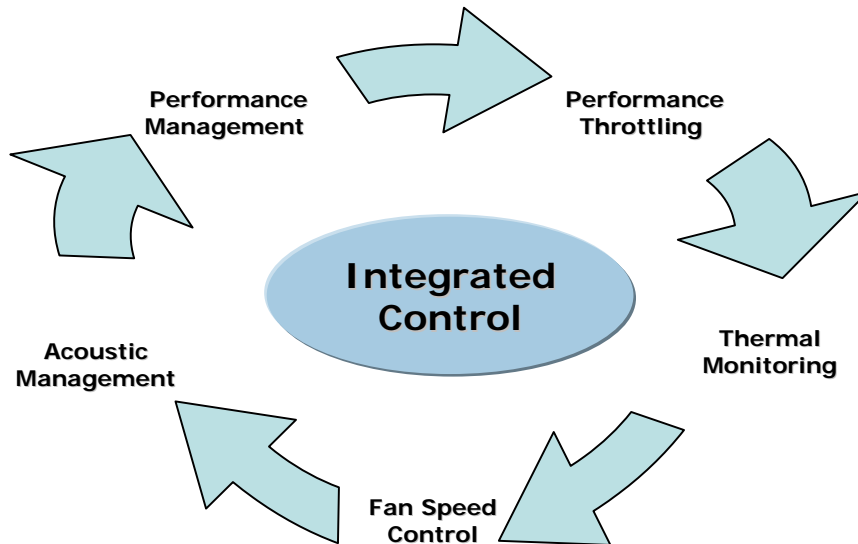 Performance
Management
Performance
Throttling
Integrated
Control
Thermal
Monitoring
Acoustic
Management
Fan Speed
Control